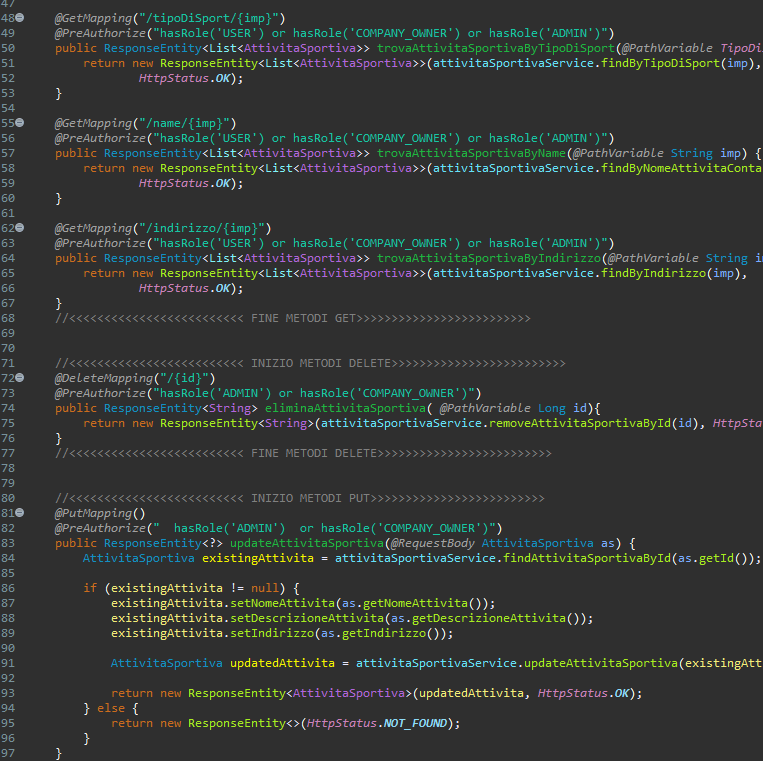 47
48 @GetMapping("/tipoDiSport/{imp}")
49 @PreAuthorize("hasRole('USER') or hasRole('COMPANY_OWNER') or hasRole('ADMIN')")
50 public ResponseEntity<List<AttivitaSportiva>> trovaAttivitaSportivaByTipoDiSport(@PathVariable TipoDi
51 return new ResponseEntity<List<AttivitaSportiva>>(attivitaSportivaService.findByTipoDiSport(imp),
52 HttpStatus.OK);
53 }
54
55 @GetMapping("/name/{imp}")
56 @PreAuthorize("hasRole('USER') or hasRole('COMPANY_OWNER') or hasRole('ADMIN')")
57 public ResponseEntity<List<AttivitaSportiva>> trovaAttivitaSportivaByName(@PathVariable String imp) {
58 return new ResponseEntity<List<AttivitaSportiva>>(attivitaSportivaService.findByNomeAttivitaConta
59 HttpStatus.OK);
60 }
61
62 @GetMapping("/indirizzo/{imp}")
63 @PreAuthorize("hasRole('USER') or hasRole('COMPANY_OWNER') or hasRole('ADMIN')")
64 public ResponseEntity<List<AttivitaSportiva>> trovaAttivitaSportivaByIndirizzo(@PathVariable String i
65 return new ResponseEntity<List<AttivitaSportiva>>(attivitaSportivaService.findByIndirizzo(imp),
66 HttpStatus.OK);
67 }
68 //<<<<<<<<<<<<<<<<<<<<<<<<< FINE METODI GET>>>>>>>>>>>>>>>>>>>>>>>>>
69
70
71 //<<<<<<<<<<<<<<<<<<<<<<<<< INIZIO METODI DELETE>>>>>>>>>>>>>>>>>>>>>>>>>
72 @DeleteMapping("/{id}")
73 @PreAuthorize("hasRole('ADMIN') or hasRole('COMPANY_OWNER')")
74 public ResponseEntity<String> eliminaAttivitaSportiva( @PathVariable Long id){
75 return new ResponseEntity<String>(attivitaSportivaService.removeAttivitaSportivaById(id), HttpSta
76 }
77 //<<<<<<<<<<<<<<<<<<<<<<<<< FINE METODI DELETE>>>>>>>>>>>>>>>>>>>>>>>>>
78
79
80 //<<<<<<<<<<<<<<<<<<<<<<<<< INIZIO METODI PUT>>>>>>>>>>>>>>>>>>>>>>>>>
81 @PutMapping()
82 @PreAuthorize("  hasRole('ADMIN')  or hasRole('COMPANY_OWNER')")
83 public ResponseEntity<?> updateAttivitaSportiva(@RequestBody AttivitaSportiva as) {
84 AttivitaSportiva existingAttivita = attivitaSportivaService.findAttivitaSportivaById(as.getId());
85
86 if (existingAttivita != null) {
87 existingAttivita.setNomeAttivita(as.getNomeAttivita());
88 existingAttivita.setDescrizioneAttivita(as.getDescrizioneAttivita());
89 existingAttivita.setIndirizzo(as.getIndirizzo());
90
91 AttivitaSportiva updatedAttivita = attivitaSportivaService.updateAttivitaSportiva(existingAtt
92
93 return new ResponseEntity<AttivitaSportiva>(updatedAttivita, HttpStatus.OK);
94 } else {
95 return new ResponseEntity<>(HttpStatus.NOT_FOUND);
96 }
97 }